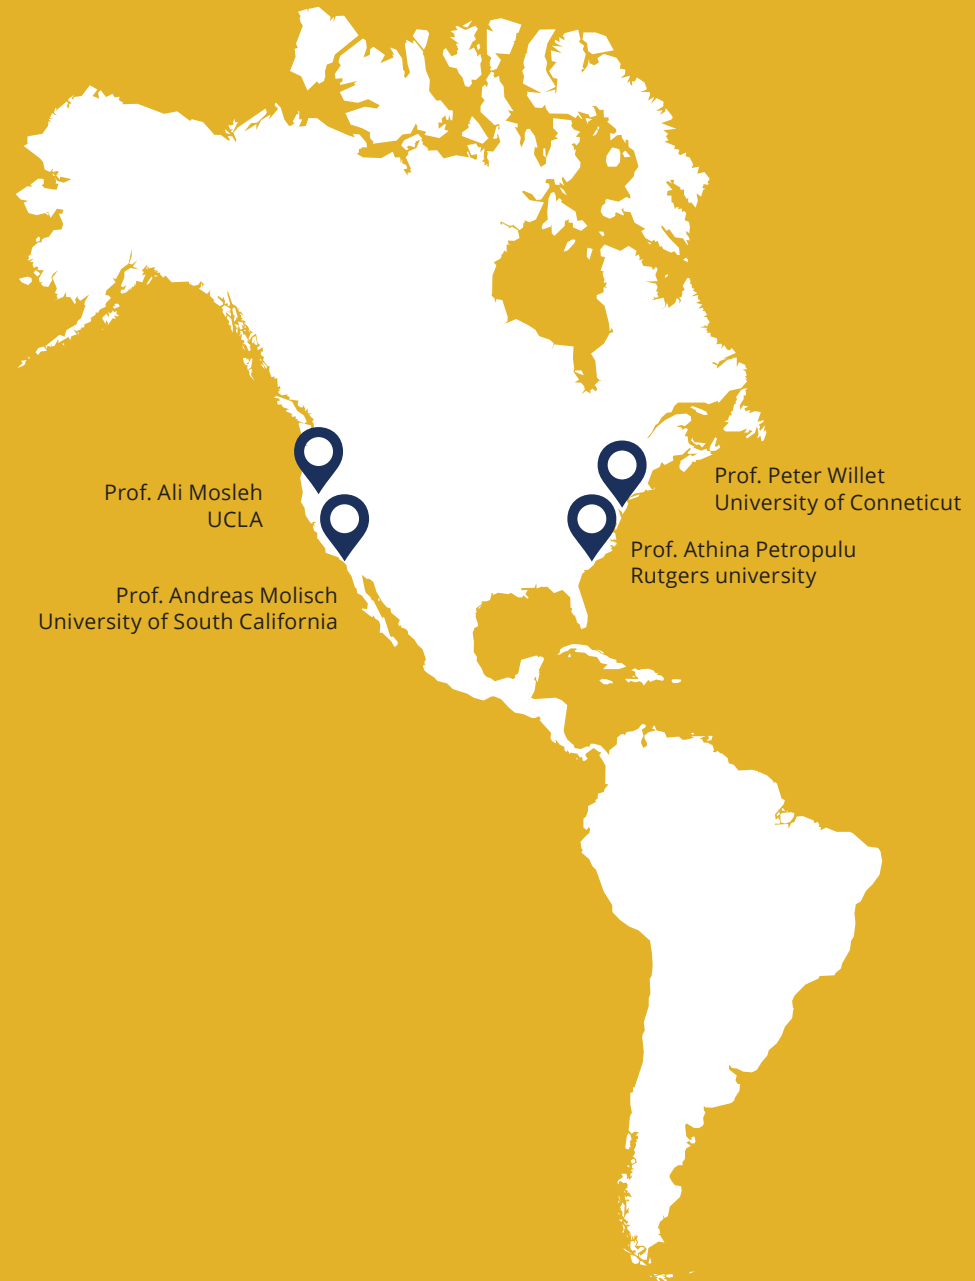 Prof. Ali Mosleh
UCLA
Prof. Andreas Molisch
University of South California
Prof. Peter Willet
University of Conneticut
Prof. Athina Petropulu
Rutgers university